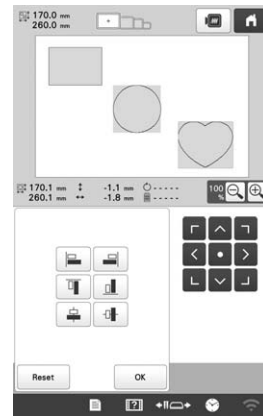 170.0 mm
260.0 mm
170.1 mm -1.1 mm -----
260.1 mm -1.8 mm -----
100 %
Reset OK